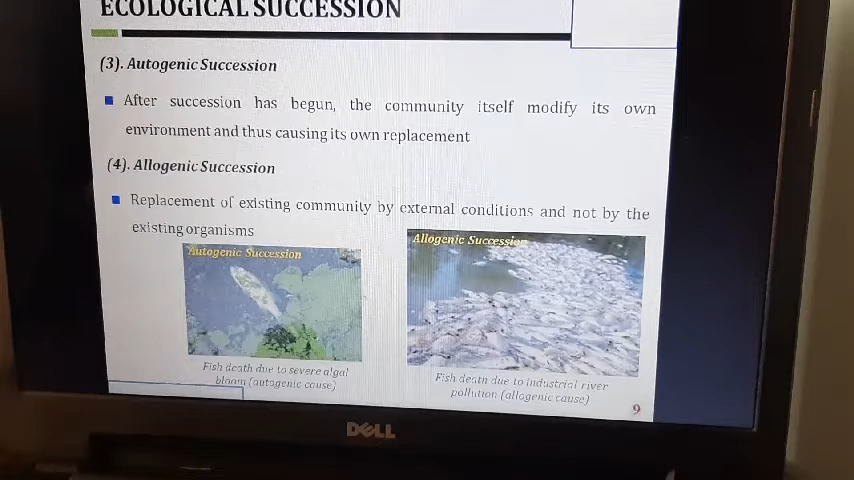 ECOLOGICAL SUCCESSION
(3). Autogenic Succession
After succession has begun, the community itself modify its own
environment and thus causing its own replacement
(4). Allogenic Succession
Replacement of existing community by external conditions and not by the
existing organisms
Autogenic Succession
Allogenic Succession
Fish death due to severe algal
bloom (autogenic cause)
Fish death due to industrial river
pollution (allogenic cause)
9
DELL